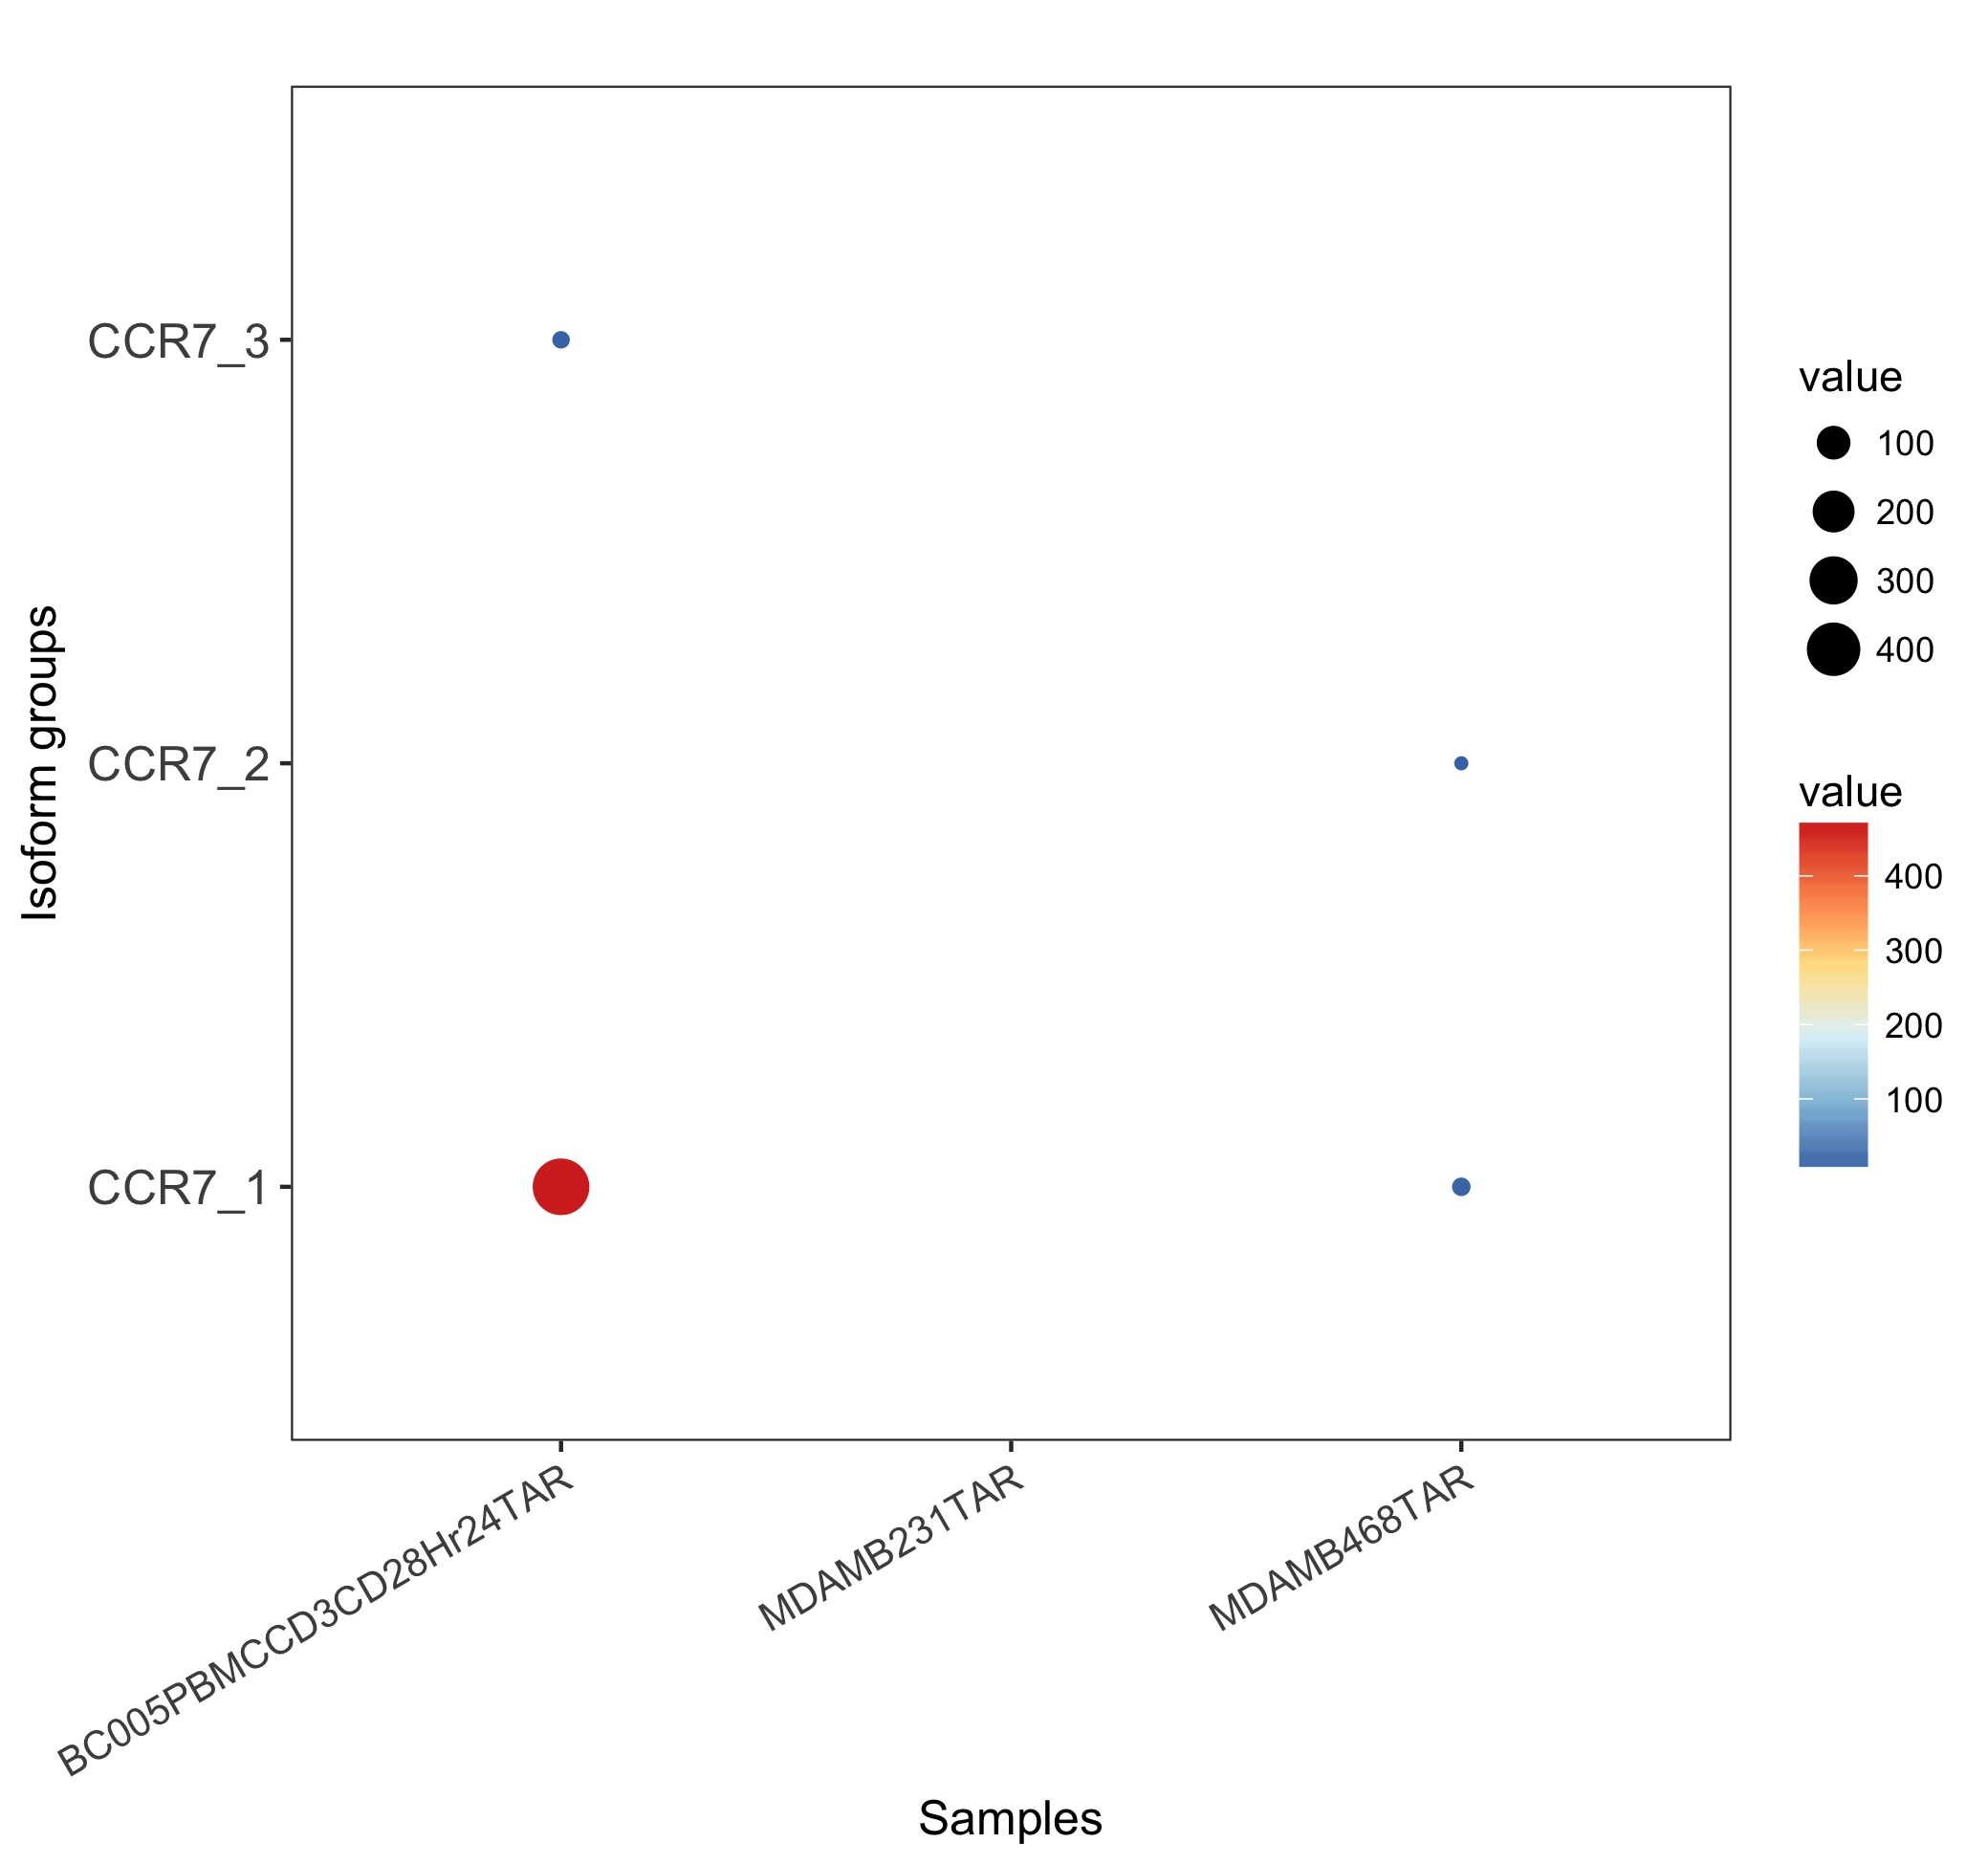 Isoform groups
CCR7_3
CCR7_2
CCR7_1
BC005PBMCCD3CD28Hr24TAR
MDAMB231TAR
MDAMB468TAR
Samples
value
100
200
300
400
value
400
300
200
100